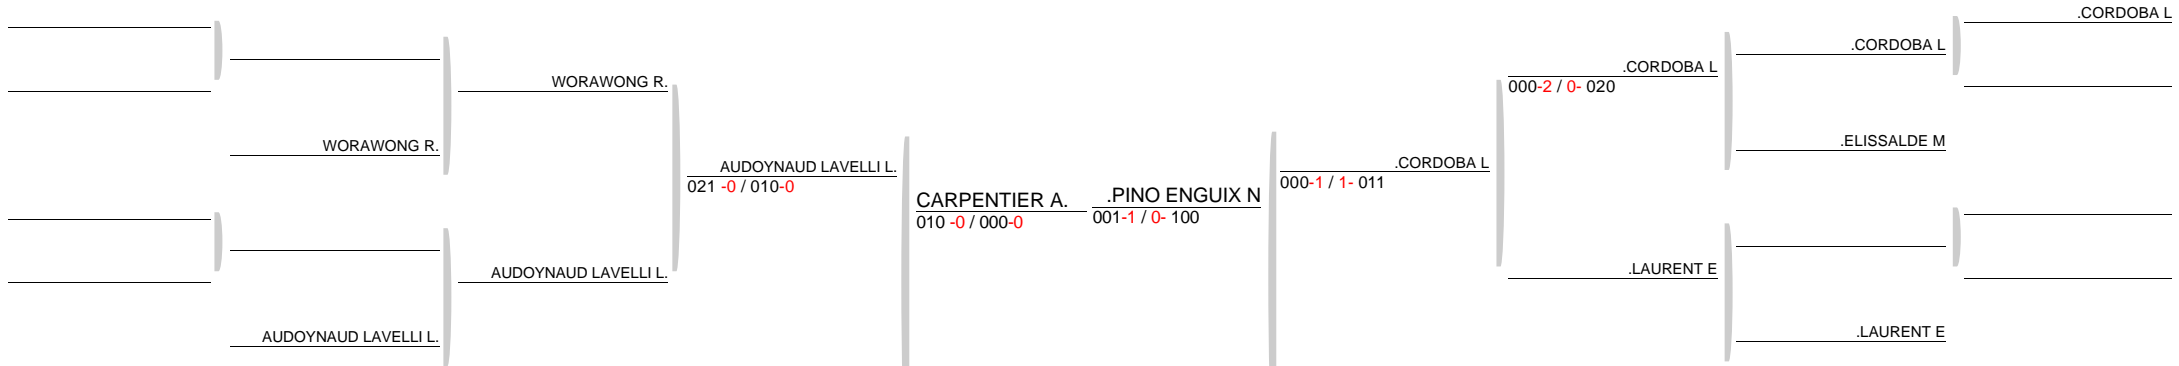 WORAWONG R.
WORAWONG R.
AUDOYNAUD LAVELLI L.
021 -0 / 010-0
AUDOYNAUD LAVELLI L.
AUDOYNAUD LAVELLI L.
CARPENTIER A.
010 -0 / 000-0
.PINO ENGUIX N
001-1 / 0- 100
.CORDOBA L
000-1 / 1- 011
.CORDOBA L
000-2 / 0- 020
.LAURENT E
.CORDOBA L
.ELISSALDE M
.LAURENT E
.CORDOBA L